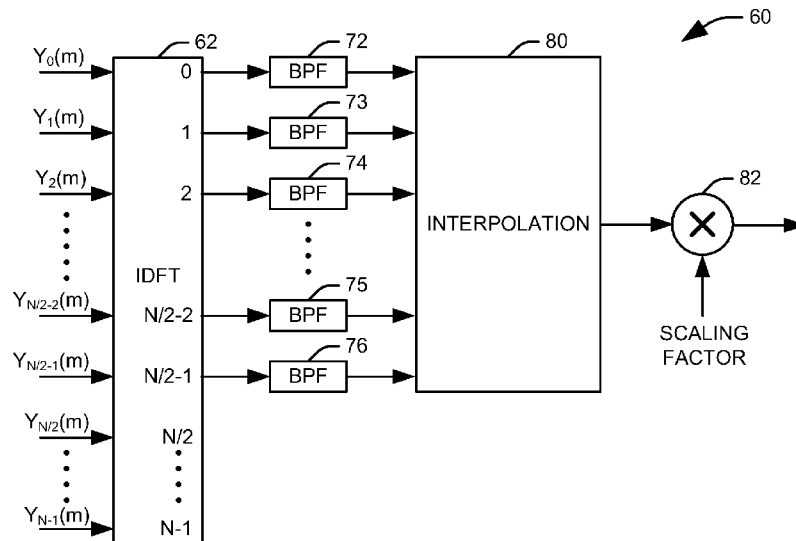 60
62
72
80
Y0(m)
0
BPF
73
Y1(m)
1
BPF
74
82
Y2(m)
2
BPF
INTERPOLATION
IDFT
75
YN/2-2(m)
N/2-2
BPF
SCALING
FACTOR
76
YN/2-1(m)
N/2-1
BPF
YN/2(m)
N/2
YN-1(m)
N-1